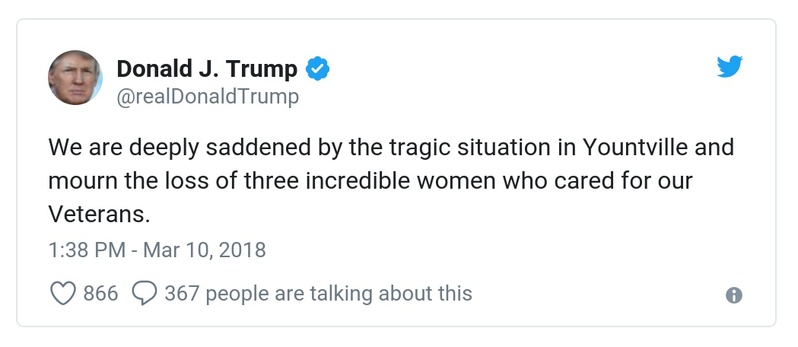 Donald J. Trump
@realDonaldTrump
We are deeply saddened by the tragic situation in Yountville and
mourn the loss of three incredible women who cared for our
Veterans.
1:38 PM - Mar 10, 2018
866 367 people are talking about this